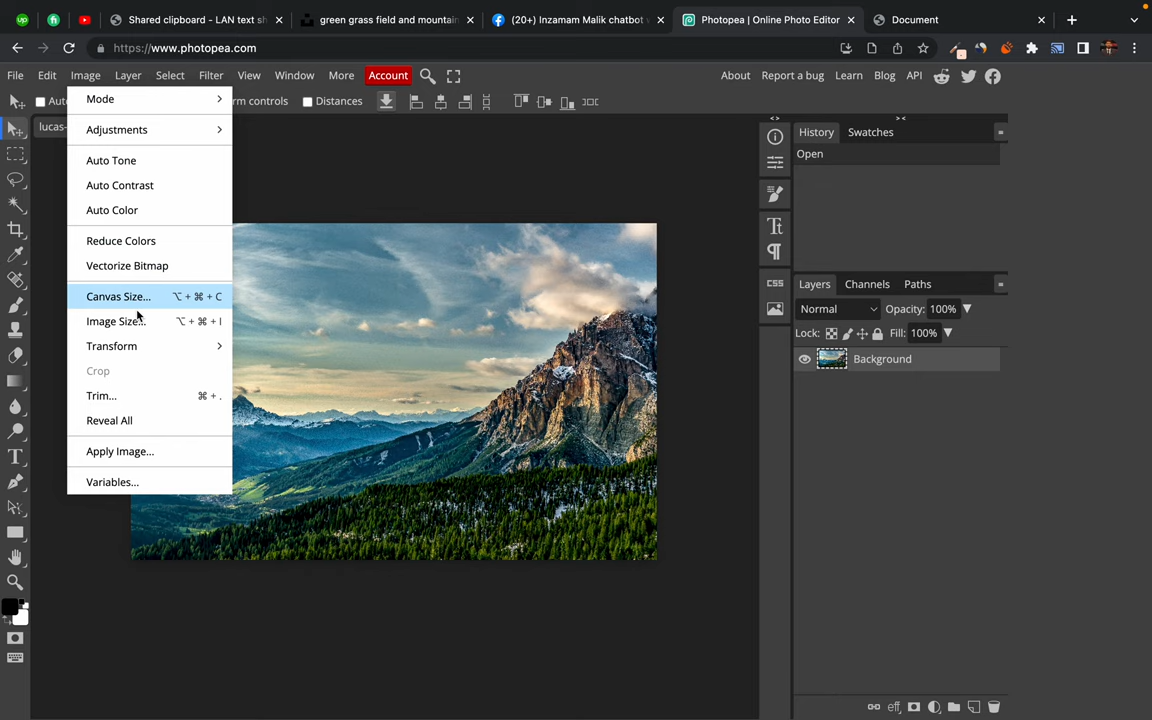 Shared clipboard - LAN text sh
green grass field and mountain
(20+) Inzamam Malik chatbot
Photopea | Online Photo Editor
Document
https://www.photopea.com
File Edit Image Layer Select Filter View Window More Account
About Report a bug Learn Blog API
Auto rm controls Distances
lucas-
Mode
Adjustments
Auto Tone
Auto Contrast
Auto Color
Reduce Colors
Vectorize Bitmap
Canvas Size... ⌥ + ⌘ + C
Image Size... ⌥ + ⌘ + I
Transform
Crop
Trim... ⌘ + .
Reveal All
Apply Image...
Variables...
History Swatches
Open
CSS
Layers Channels Paths
Normal Opacity: 100%
Lock: Fill: 100%
Background
eff